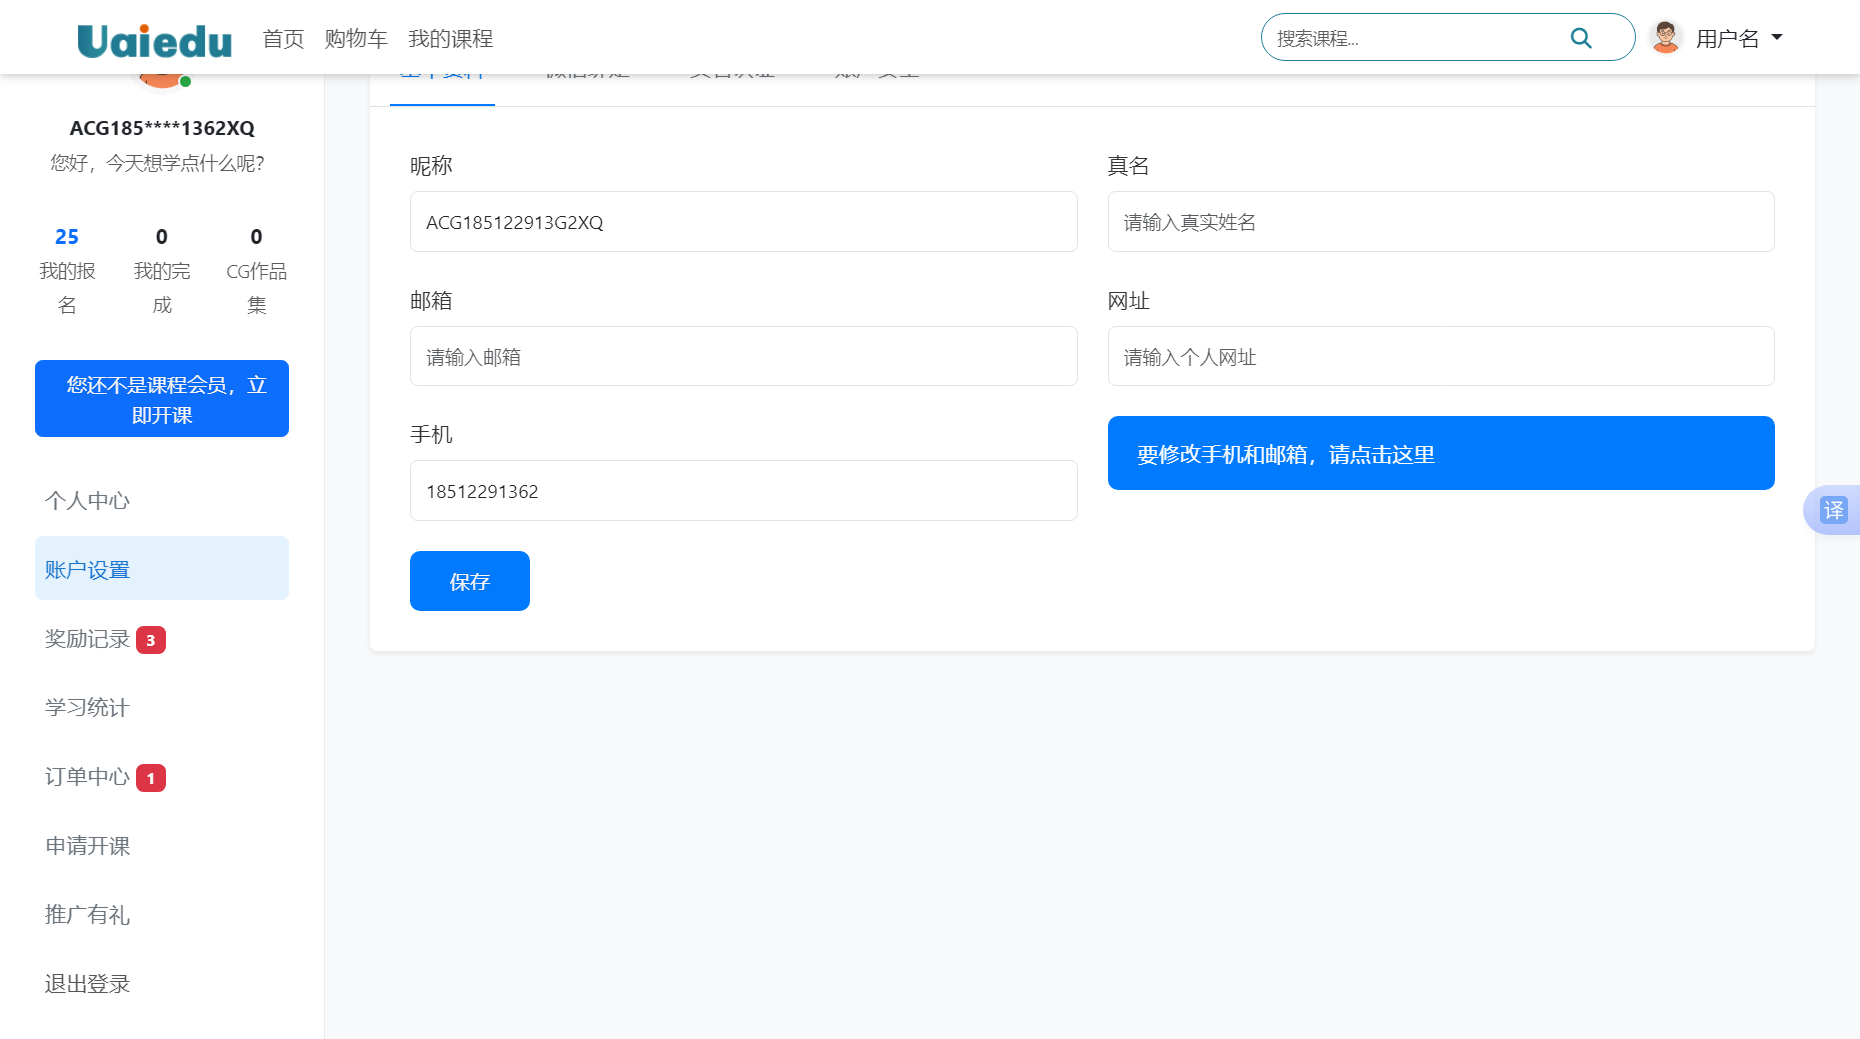 Uaiedu 首页 购物车 我的课程 搜索课程... 用户名
ACG185****1362XQ
您好，今天想学点什么呢?
25 0 0
我的报名 我的完成 CG作品集
您还不是课程会员，立
即开课
个人中心
账户设置
奖励记录 3
学习统计
订单中心 1
申请开课
推广有礼
退出登录
昵称
ACG185122913G2XQ
真名
请输入真实姓名
邮箱
请输入邮箱
网址
请输入个人网址
手机
18512291362
要修改手机和邮箱，请点击这里
保存
译